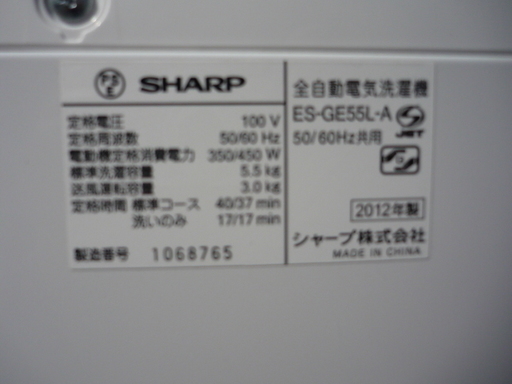 PSE SHARP
定格電圧 100 V
定格周波数 50/60 Hz
電動機定格消費電力 350/450 W
標準洗濯容量 5.5 kg
送風運転容量 3.0 kg
定格時間 標準コース 40/37 min
洗いのみ 17/17 min
製造番号 1068765
全自動電気洗濯機
ES-GE55L-A
50/60Hz共用 JET
2012年製
シャープ株式会社
MADE IN CHINA